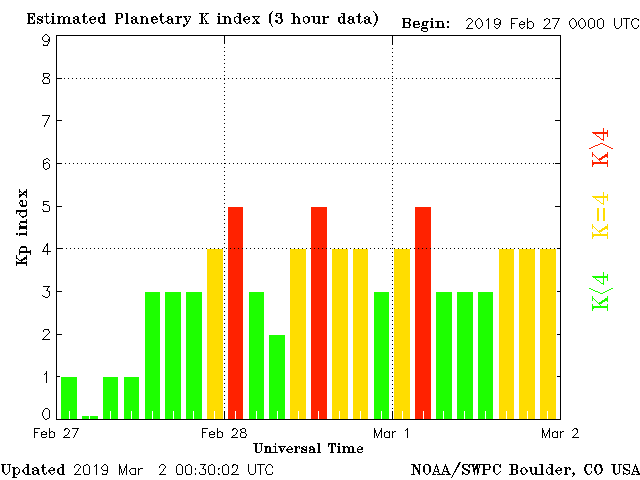 Estimated Planetary K index (3 hour data)
Begin: 2019 Feb 27 0000 UTC
9
8
7
6
5
4
3
2
1
0
Kp index
K>4
K=4
K<4
Feb 27
Feb 28
Mar 1
Mar 2
Universal Time
Updated 2019 Mar 2 00:30:02 UTC
NOAA/SWPC Boulder, CO USA